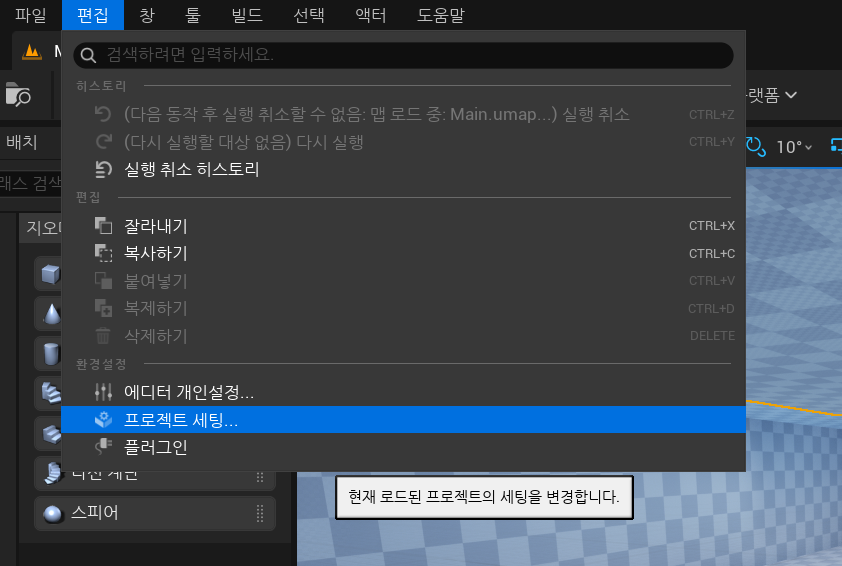 파일 편집 창 툴 빌드 선택 액터 도움말
검색하려면 입력하세요.
히스토리
(다음 동작 후 실행 취소할 수 없음: 맵 로드 중: Main.umap...) 실행 취소 CTRL+Z
(다시 실행할 대상 없음) 다시 실행 CTRL+Y
실행 취소 히스토리
편집
잘라내기 CTRL+X
복사하기 CTRL+C
붙여넣기 CTRL+V
복제하기 CTRL+D
삭제하기 DELETE
환경설정
에디터 개인설정...
프로젝트 세팅...
플러그인
현재 로드된 프로젝트의 세팅을 변경합니다.
M
랫폼
배치
10°
래스 검색
스피어